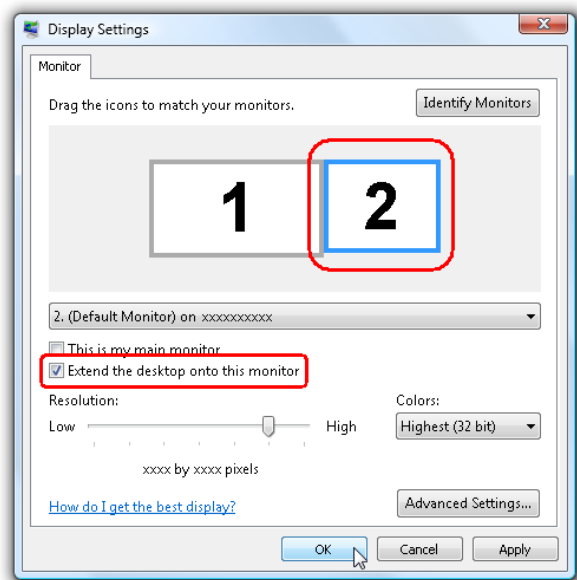 Display Settings
Monitor
Drag the icons to match your monitors.
Identify Monitors
1
2
2. (Default Monitor) on xxxxxxxxxx
This is my main monitor
Extend the desktop onto this monitor
Resolution:
Colors:
Low
High
Highest (32 bit)
xxxx by xxxx pixels
How do I get the best display?
Advanced Settings...
OK
Cancel
Apply